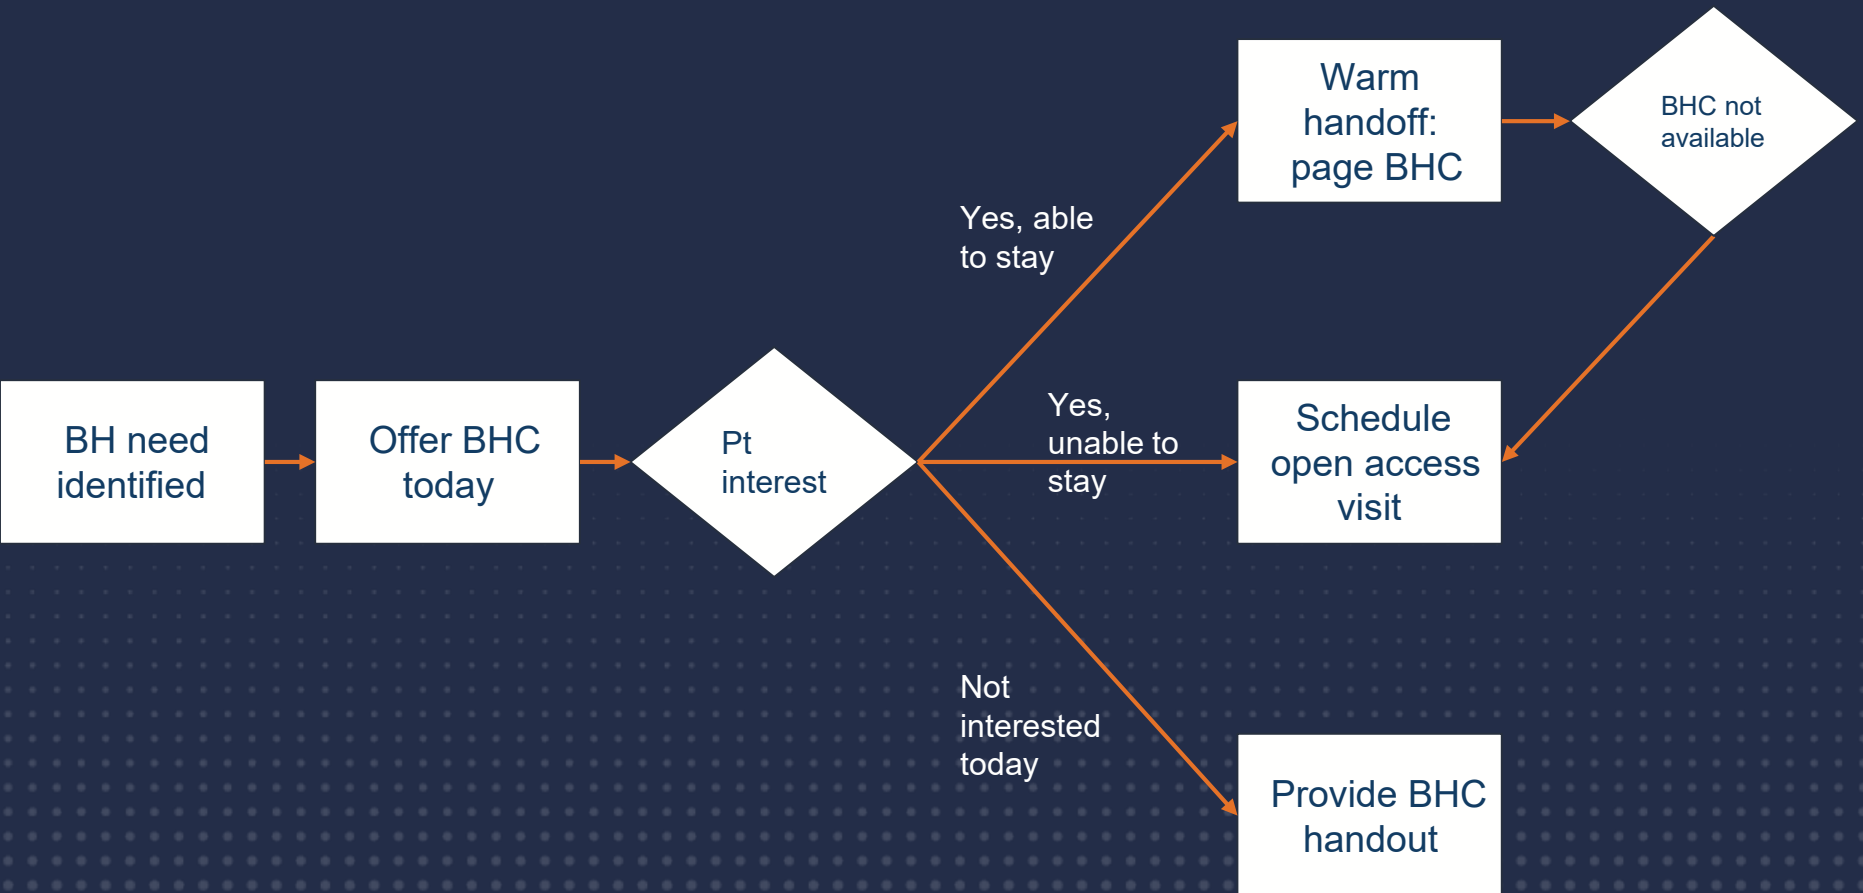 BH need
identified
Offer BHC
today
Pt
interest
Yes, able
to stay
Warm
handoff:
page BHC
BHC not
available
Yes,
unable to
stay
Schedule
open access
visit
Not
interested
today
Provide BHC
handout